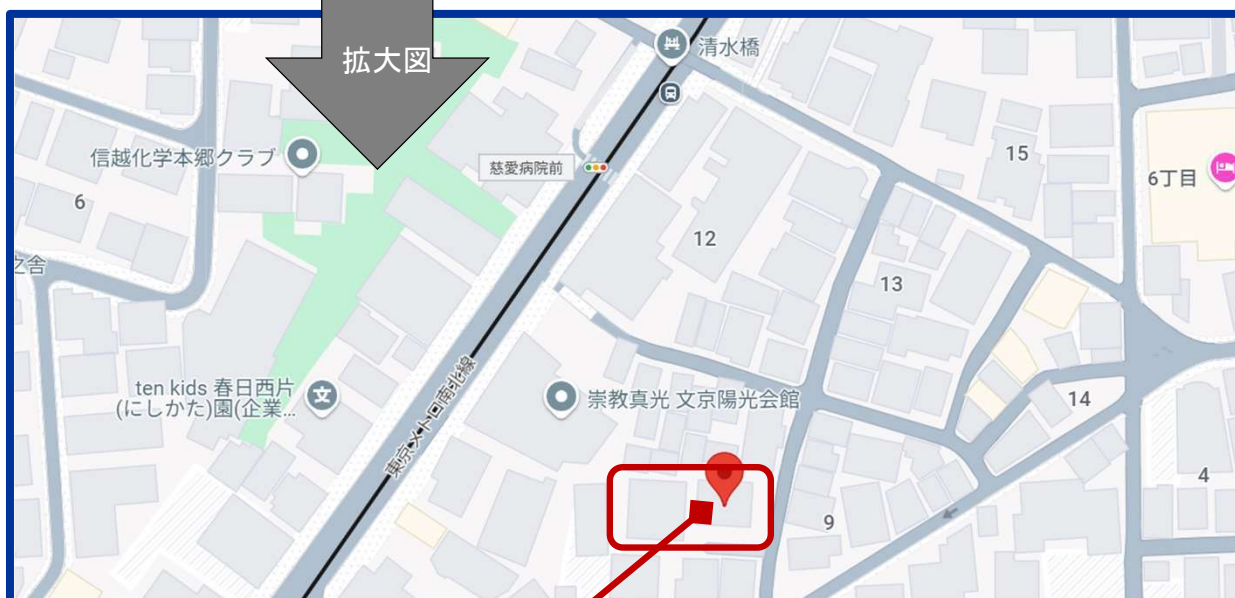 拡大図
清水橋
信越化学本郷クラブ
慈愛病院前
15
6丁目
6
12
之舎
13
ten kids 春日西片
(にしかた)園(企業...
東京メトロ南北線
崇教真光 文京陽光会館
14
4
9